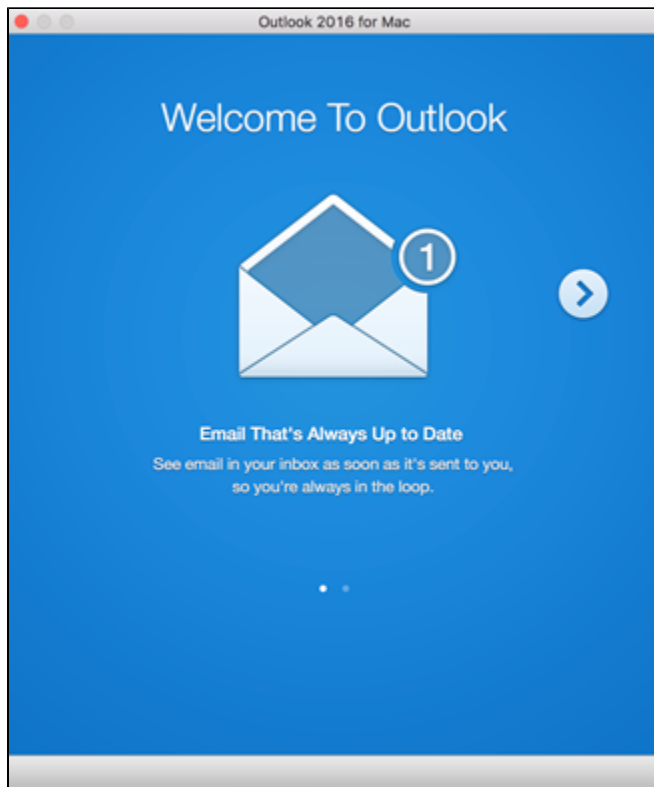 Outlook 2016 for Mac
Welcome To Outlook
1
Email That's Always Up to Date
See email in your inbox as soon as it's sent to you,
so you're always in the loop.